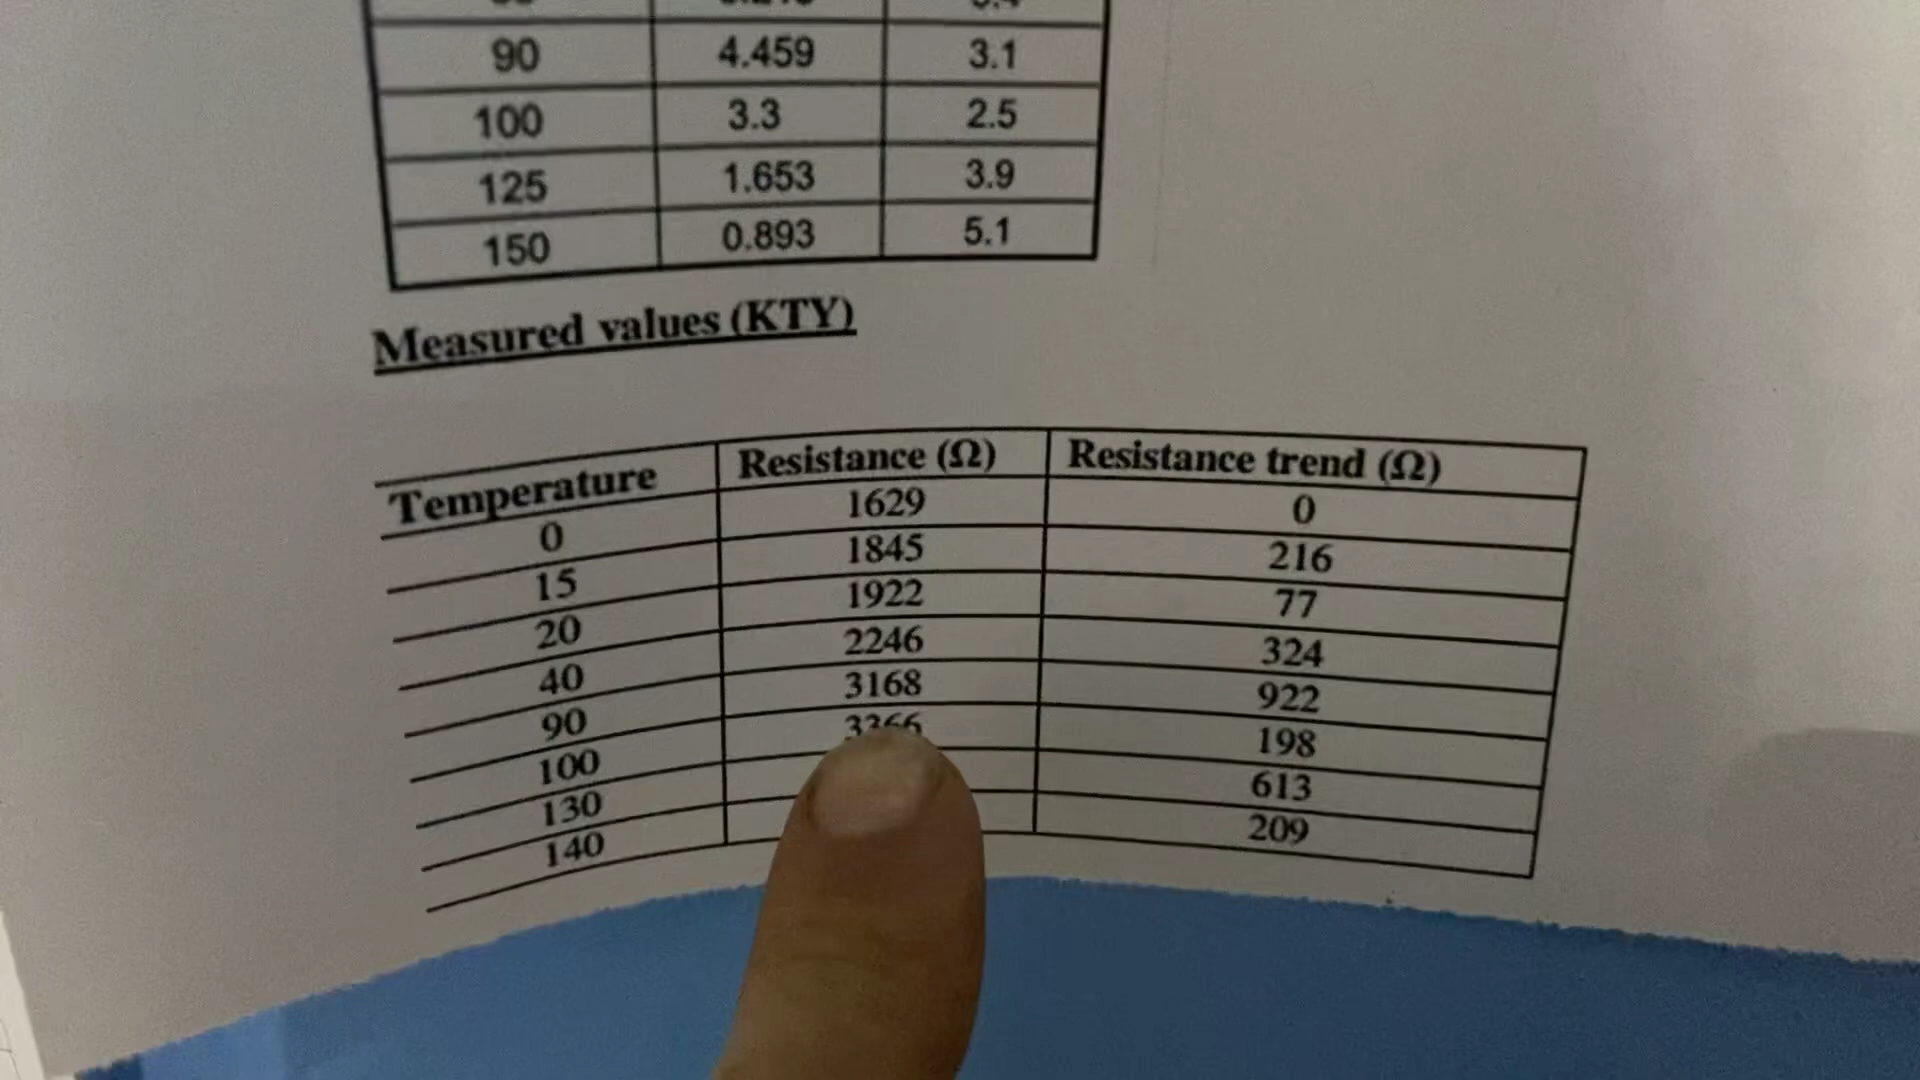 90 4.459 3.1
100 3.3 2.5
125 1.653 3.9
150 0.893 5.1
Measured values (KTY)
Temperature Resistance (Ω) Resistance trend (Ω)
0 1629 0
15 1845 216
20 1922 77
40 2246 324
90 3168 922
100 3366 198
130 613
140 209